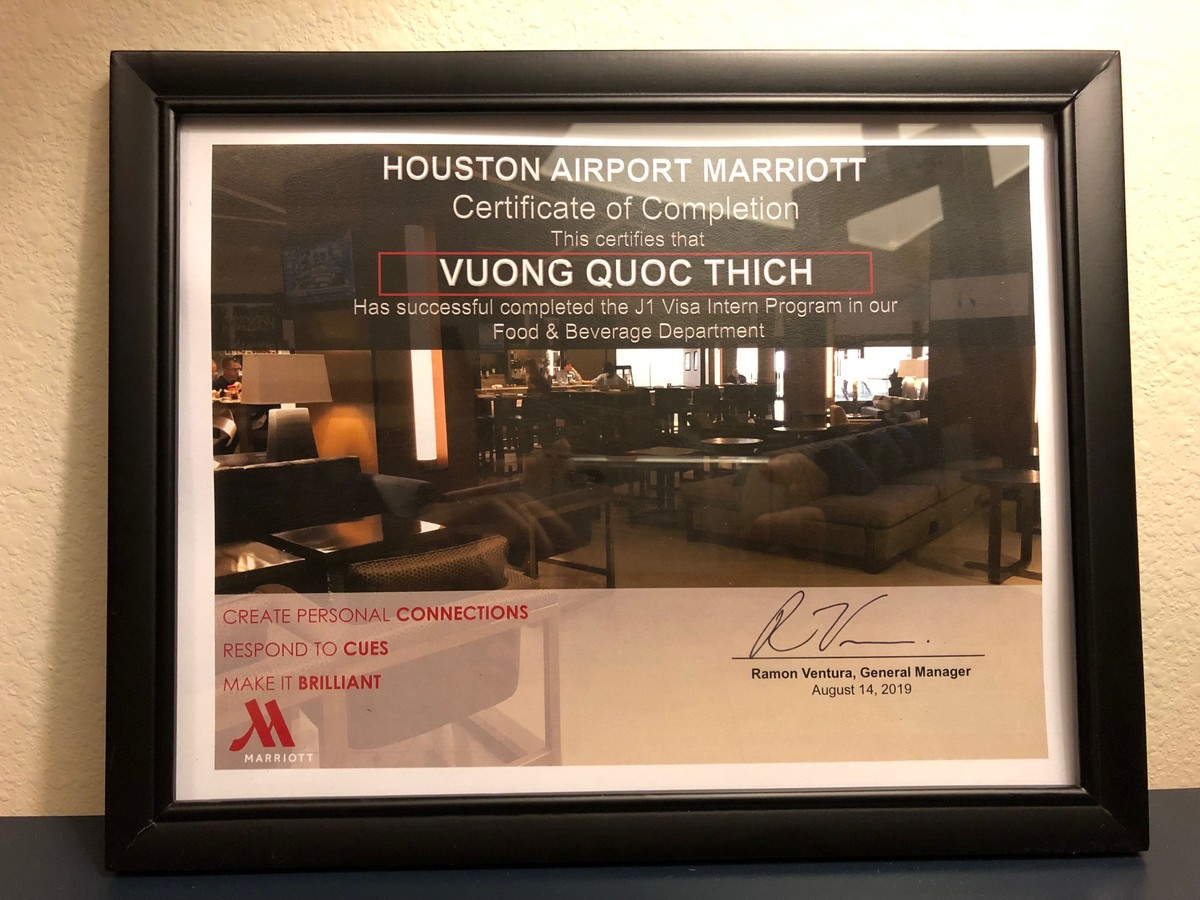 HOUSTON AIRPORT MARRIOTT
Certificate of Completion
This certifies that
VUONG QUOC THICH
Has successful completed the J1 Visa Intern Program in our
Food & Beverage Department
CREATE PERSONAL CONNECTIONS
RESPOND TO CUES
MAKE IT BRILLIANT
MARRIOTT
Ramon Ventura, General Manager
August 14, 2019